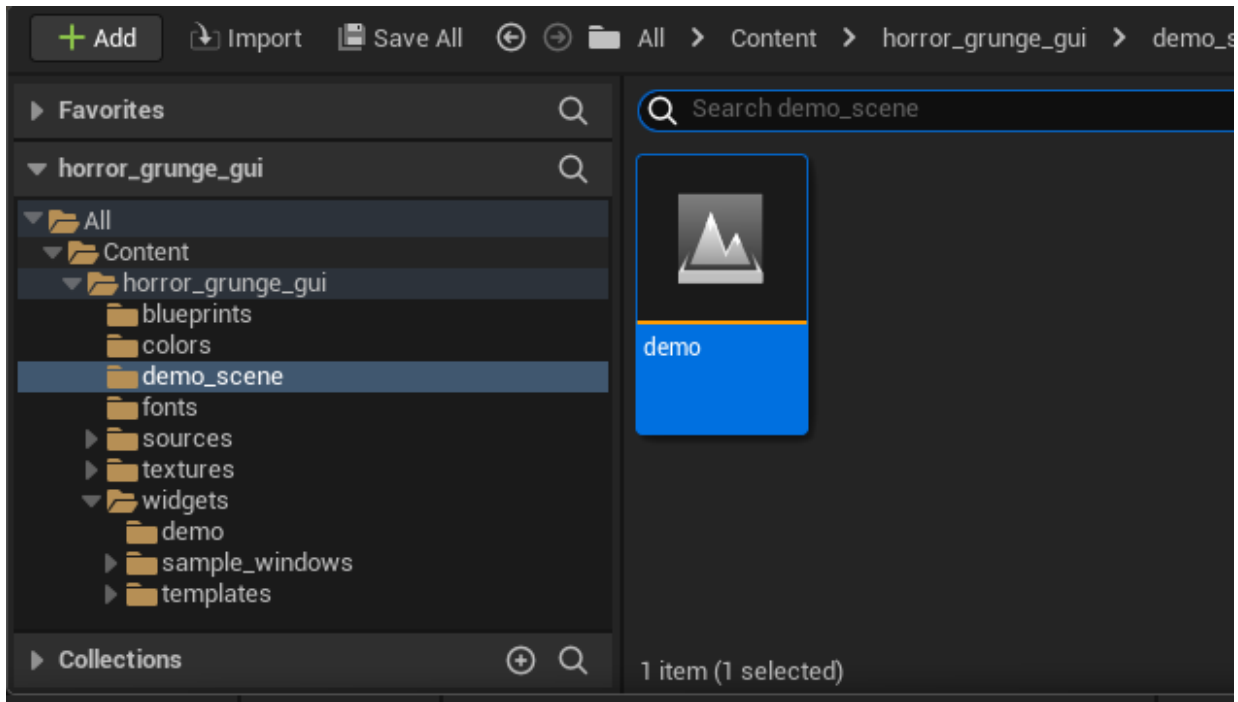 Add Import Save All All > Content > horror_grunge_gui > demo_s
Favorites
Search demo_scene
horror_grunge_gui
All
Content
horror_grunge_gui
blueprints
colors
demo_scene
fonts
sources
textures
widgets
demo
sample_windows
templates
demo
Collections
1 item (1 selected)